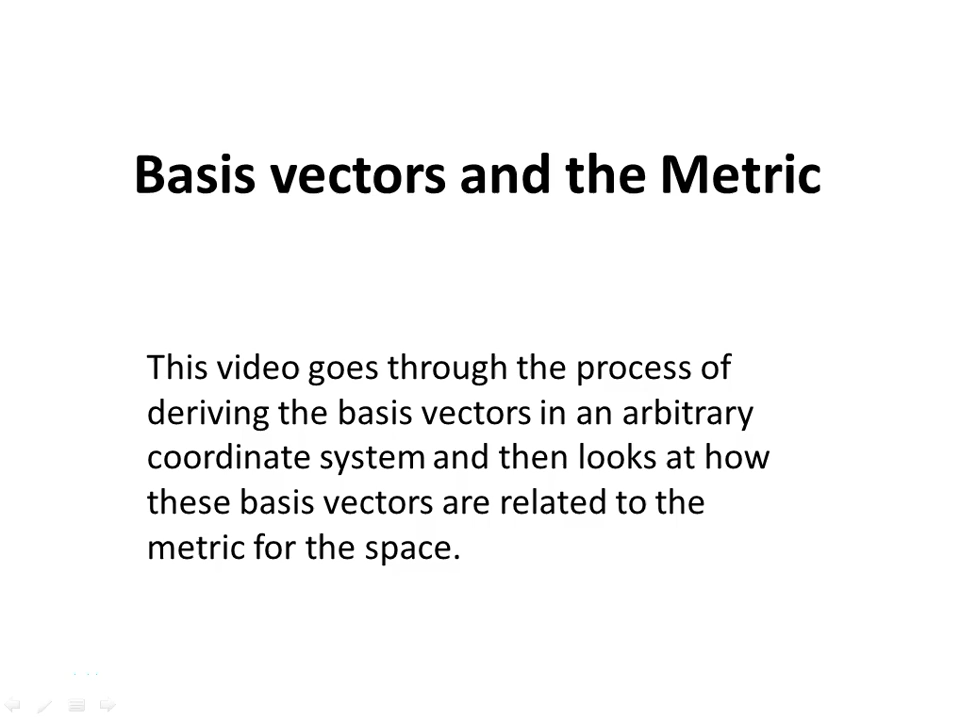 Basis vectors and the Metric
This video goes through the process of
deriving the basis vectors in an arbitrary
coordinate system and then looks at how
these basis vectors are related to the
metric for the space.